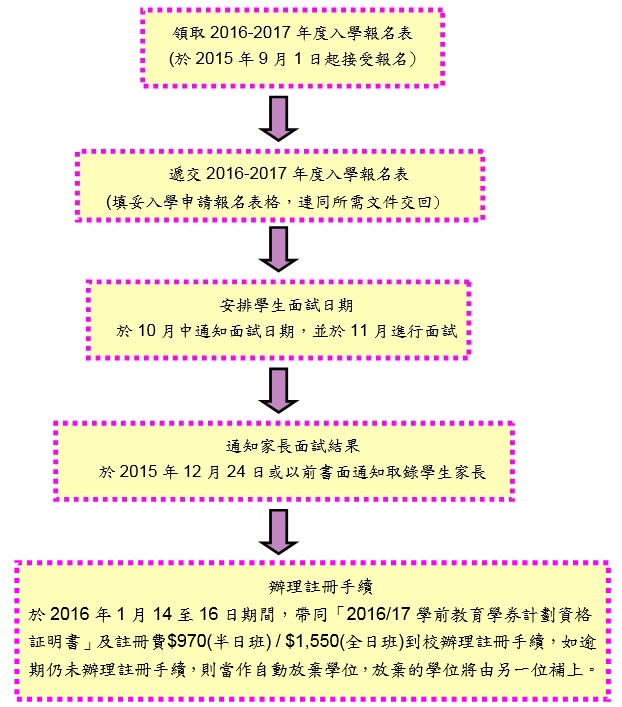 領取 2016-2017 年度入學報名表
(於 2015 年 9 月 1 日起接受報名）
遞交 2016-2017 年度入學報名表
(填妥入學申請報名表格，連同所需文件交回）
安排學生面試日期
於 10 月中通知面試日期，並於 11 月進行面試
通知家長面試結果
於 2015 年 12 月 24 日或以前書面通知取錄學生家長
辦理註冊手續
於 2016 年 1 月 14 至 16 日期間，帶同「2016/17 學前教育學券計劃資格
証明書」及註冊費$970(半日班) / $1,550(全日班)到校辦理註冊手續，如逾
期仍未辦理註冊手續，則當作自動放棄學位，放棄的學位將由另一位補上。